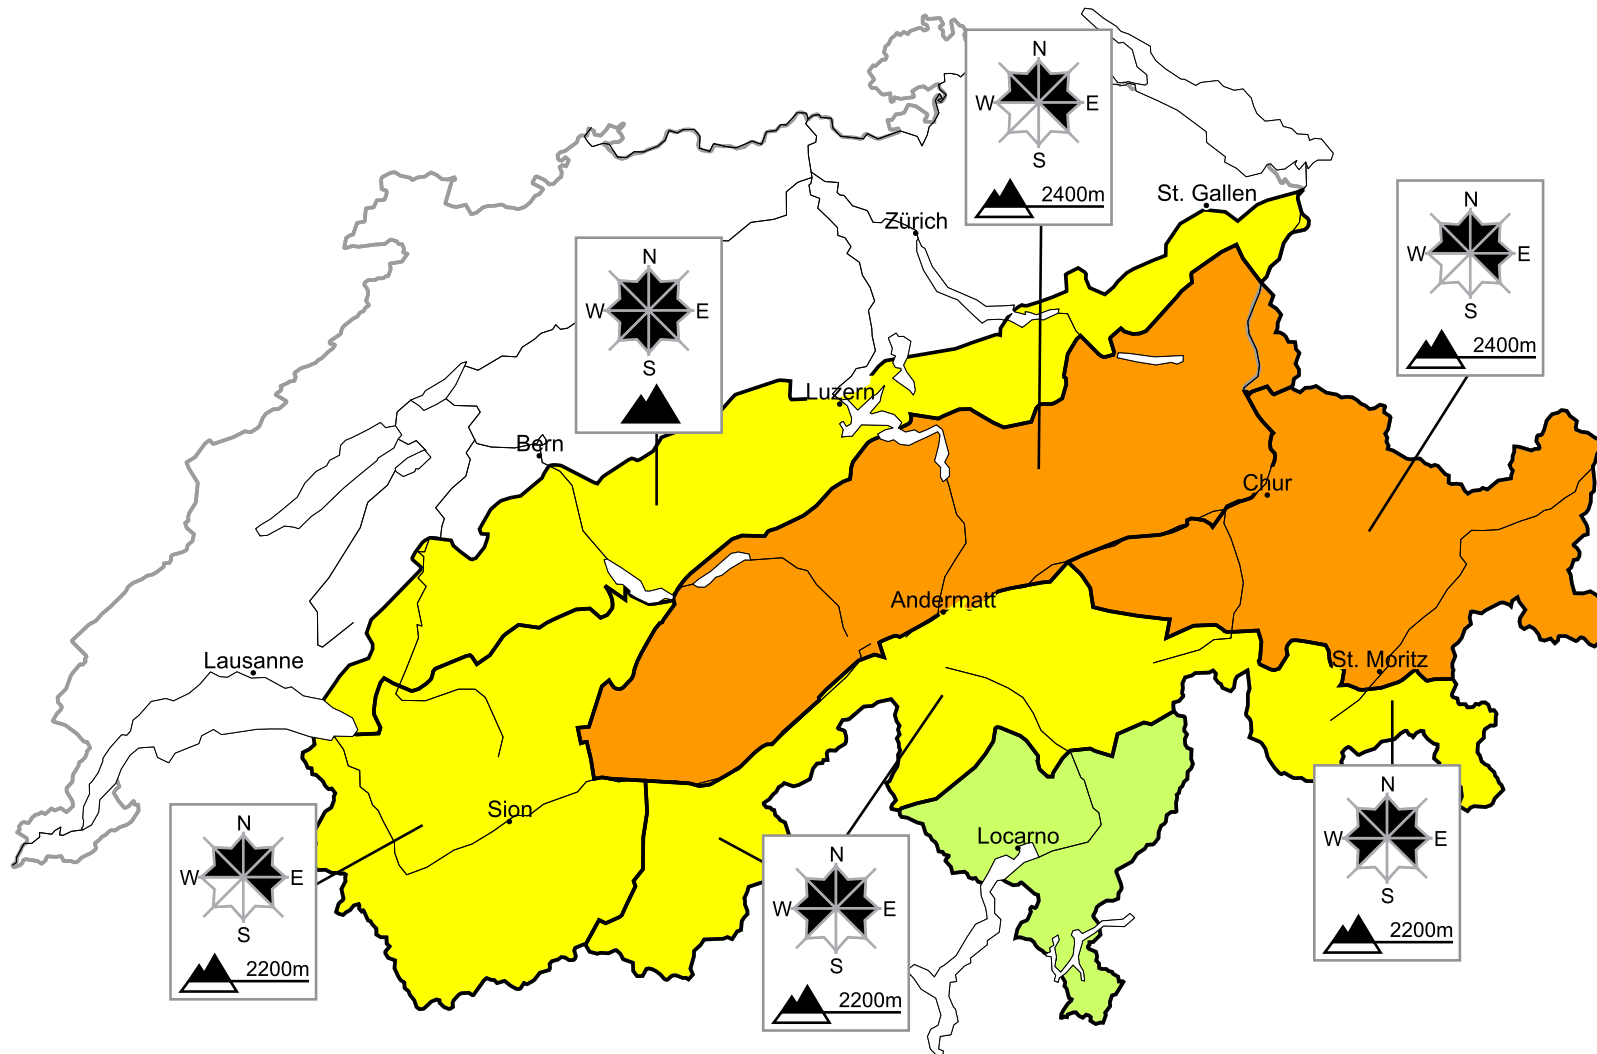 N
W E
S
2400m
St. Gallen
Zürich
N
W E
S
2400m
N
W E
S
Luzern
Bern
Chur
Andermatt
Lausanne
St. Moritz
Sion
Locarno
N
W E
S
2200m
N
W E
S
2200m
N
W E
S
2200m